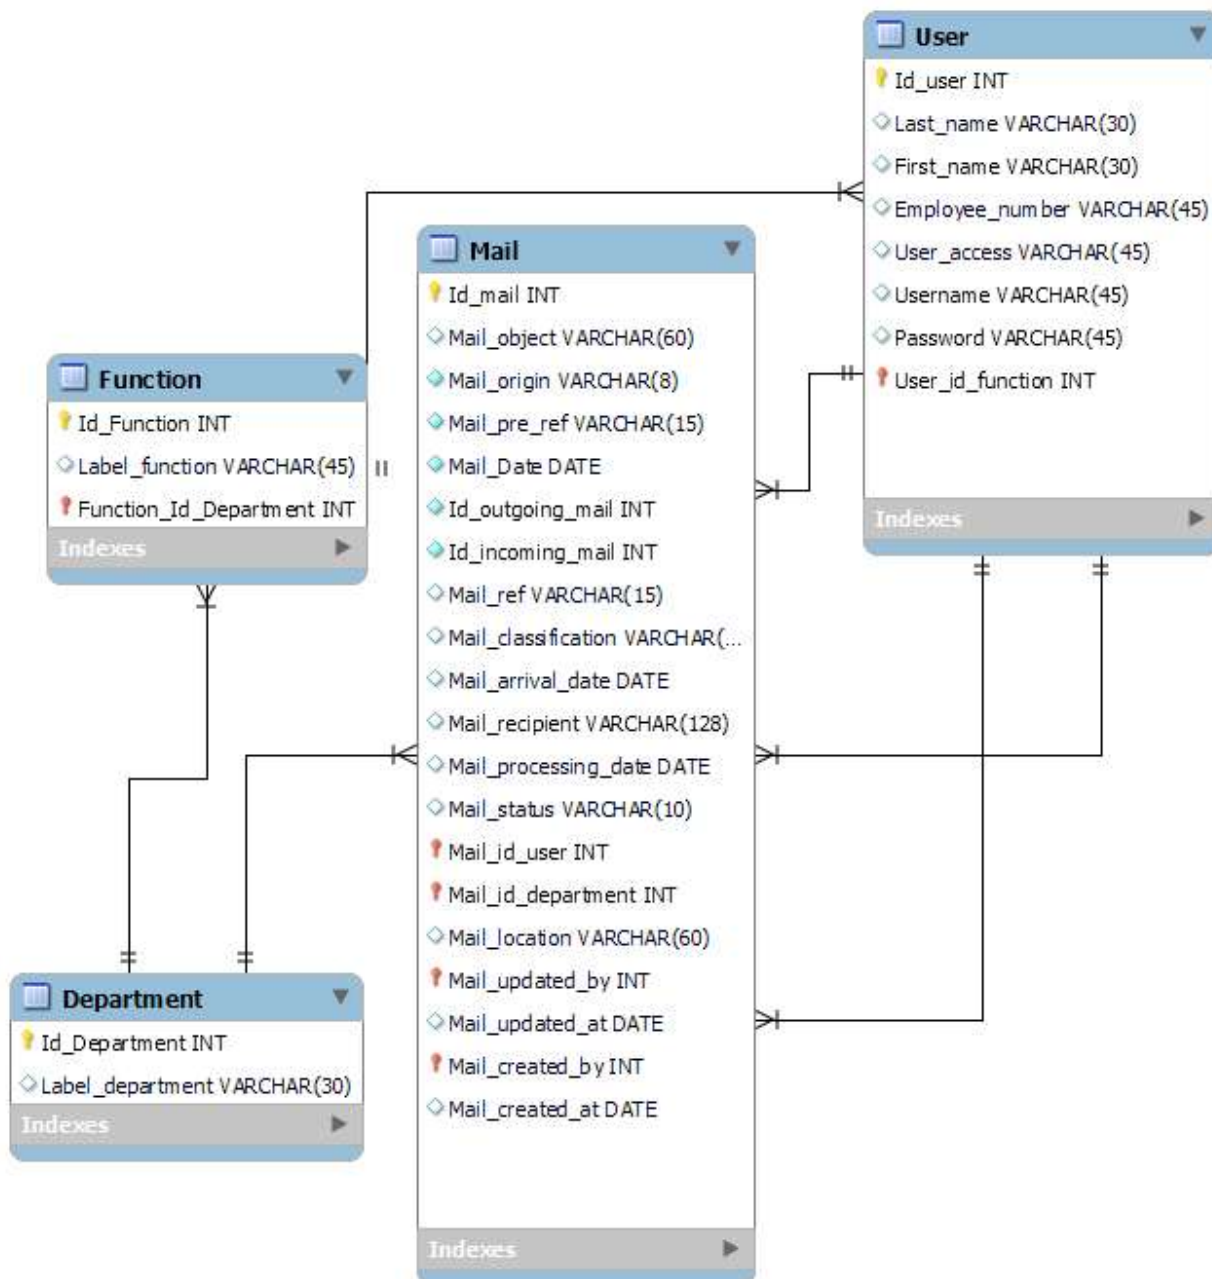 User
Id_user INT
Last_name VARCHAR(30)
First_name VARCHAR(30)
Employee_number VARCHAR(45)
User_access VARCHAR(45)
Username VARCHAR(45)
Password VARCHAR(45)
User_id_function INT
Indexes
Mail
Id_mail INT
Mail_object VARCHAR(60)
Mail_origin VARCHAR(8)
Mail_pre_ref VARCHAR(15)
Mail_Date DATE
Id_outgoing_mail INT
Id_incoming_mail INT
Mail_ref VARCHAR(15)
Mail_classification VARCHAR(...
Mail_arrival_date DATE
Mail_recipient VARCHAR(128)
Mail_processing_date DATE
Mail_status VARCHAR(10)
Mail_id_user INT
Mail_id_department INT
Mail_location VARCHAR(60)
Mail_updated_by INT
Mail_updated_at DATE
Mail_created_by INT
Mail_created_at DATE
Indexes
Function
Id_Function INT
Label_function VARCHAR(45)
Function_Id_Department INT
Indexes
Department
Id_Department INT
Label_department VARCHAR(30)
Indexes